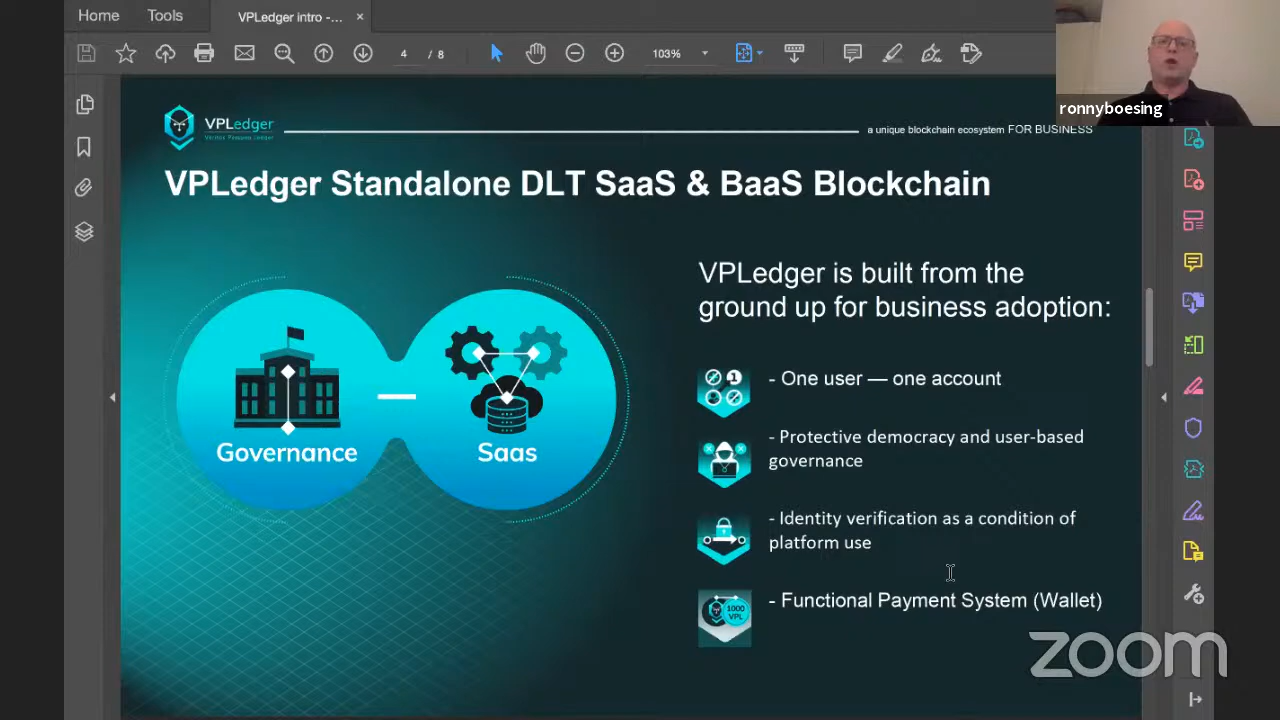 Home
Tools
VPLedger intro -...
×
4 / 8
103%
ronnyboesing
VPLedger
a unique blockchain ecosystem FOR BUSINESS
VPLedger Standalone DLT SaaS & BaaS Blockchain
VPLedger is built from the
ground up for business adoption:
Governance
Saas
- One user — one account
- Protective democracy and user-based
governance
- Identity verification as a condition of
platform use
1000
VPL
- Functional Payment System (Wallet)
zoom